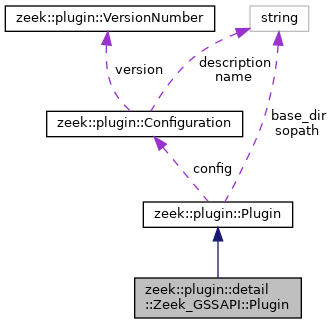 zeek::plugin::VersionNumber
string
version
description
name
zeek::plugin::Configuration
base_dir
sopath
config
zeek::plugin::Plugin
zeek::plugin::detail
::Zeek_GSSAPI::Plugin